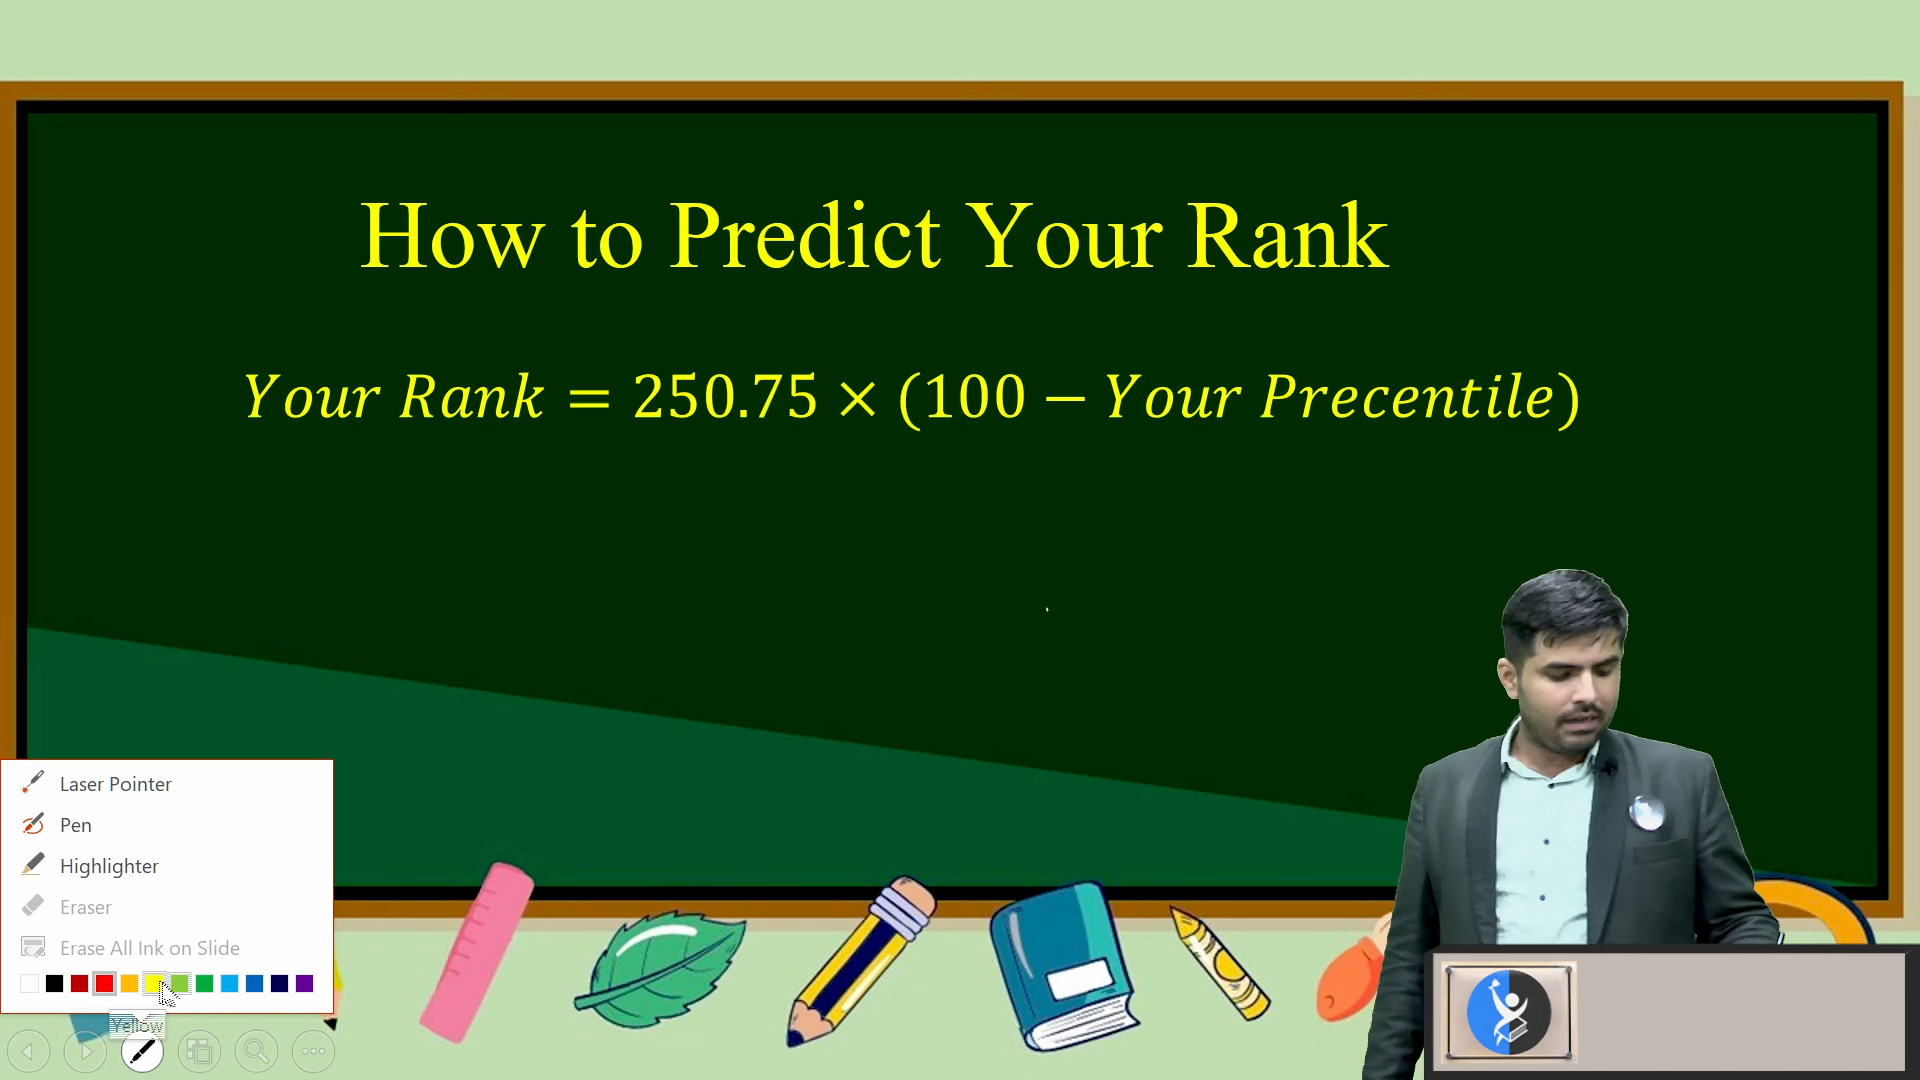 How to Predict Your Rank
Your Rank = 250.75 × (100 − Your Precentile)
Laser Pointer
Pen
Highlighter
Eraser
Erase All Ink on Slide
Yellow